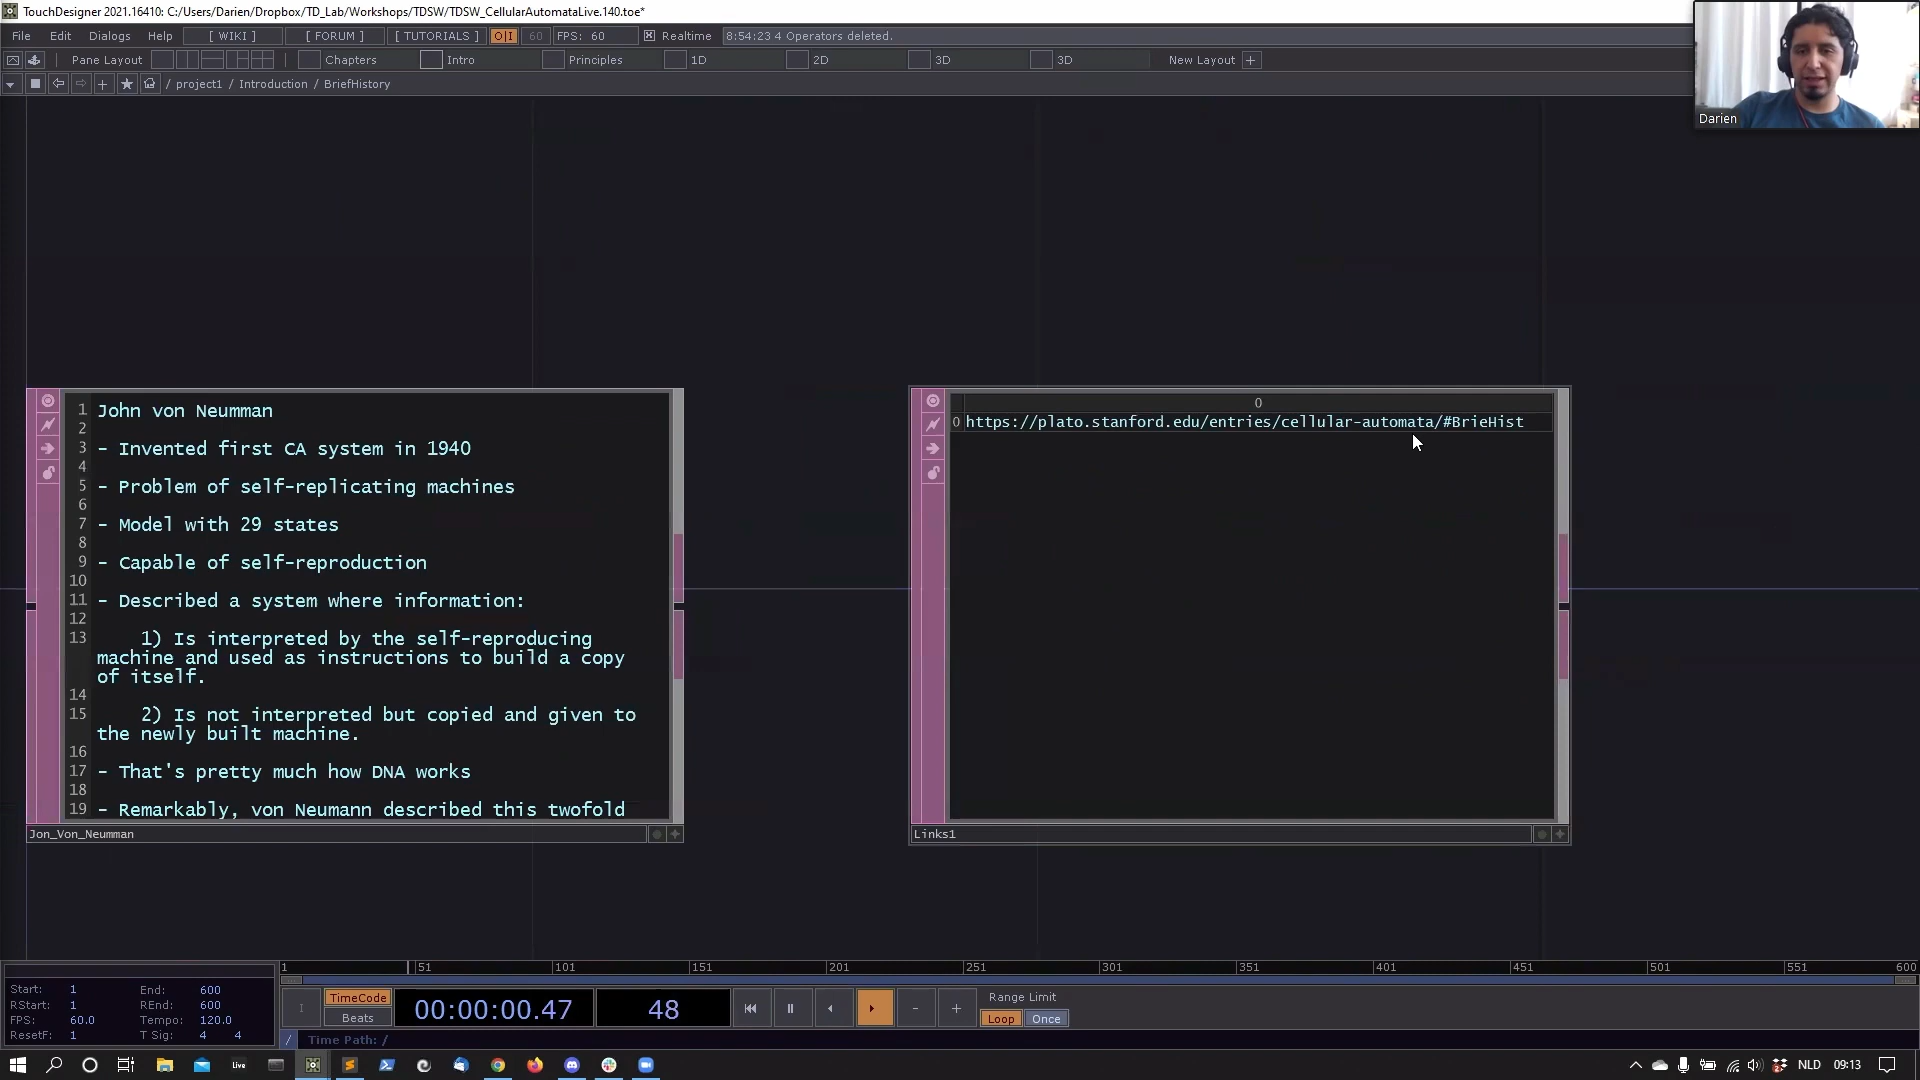 TouchDesigner 2021.16410: C:/Users/Darien/Dropbox/TD_Lab/Workshops/TDSW/TDSW_CellularAutomataLive.140.toe*
File Edit Dialogs Help [ WIKI ] [ FORUM ] [ TUTORIALS ] O|I 60 FPS: 60 Realtime 8:54:23 4 Operators deleted.
Pane Layout Chapters Intro Principles 1D 2D 3D 3D New Layout +
/ project1 / Introduction / BriefHistory
Darien
1 John von Neumman
2
3 - Invented first CA system in 1940
4
5 - Problem of self-replicating machines
6
7 - Model with 29 states
8
9 - Capable of self-reproduction
10
11 - Described a system where information:
12
13 1) Is interpreted by the self-reproducing
machine and used as instructions to build a copy
of itself.
14
15 2) Is not interpreted but copied and given to
the newly built machine.
16
17 - That's pretty much how DNA works
18
19 - Remarkably, von Neumann described this twofold
Jon_Von_Neumman
0
0 https://plato.stanford.edu/entries/cellular-automata/#BrieHist
Links1
1 51 101 151 201 251 301 351 401 451 501 551 600
Start: 1 End: 600
RStart: 1 REnd: 600
FPS: 60.0 Tempo: 120.0
ResetF: 1 T Sig: 4 4
TimeCode
Beats
00:00:00.47
48
Range Limit
Loop Once
/ Time Path: /
Live
NLD 09:13